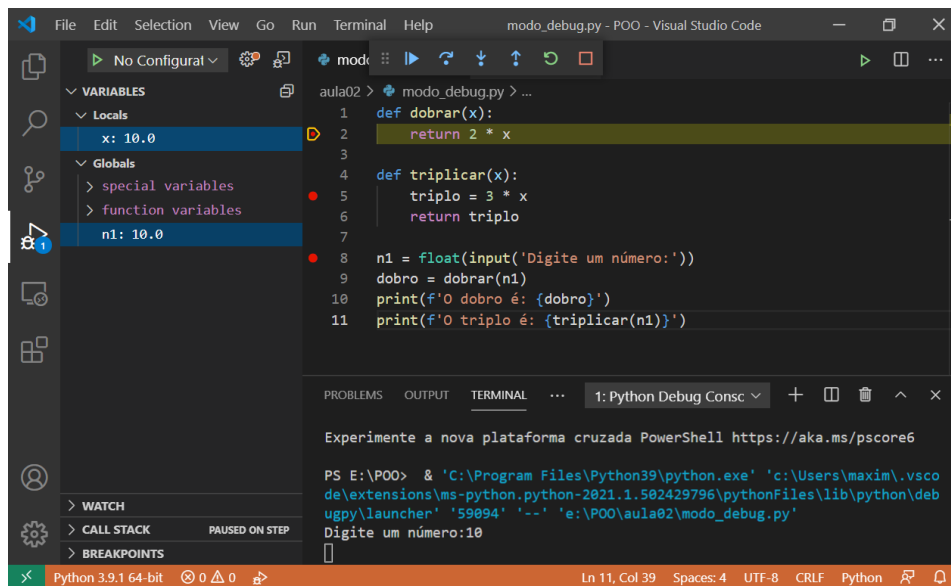 File Edit Selection View Go Run Terminal Help modo_debug.py - POO - Visual Studio Code
No Configurat
VARIABLES
Locals
x: 10.0
Globals
special variables
function variables
n1: 10.0
WATCH
CALL STACK PAUSED ON STEP
BREAKPOINTS
1
aula02 > modo_debug.py > ...
1 def dobrar(x):
2 return 2 * x
3
4 def triplicar(x):
5 triplo = 3 * x
6 return triplo
7
8 n1 = float(input('Digite um número:'))
9 dobro = dobrar(n1)
10 print(f'O dobro é: {dobro}')
11 print(f'O triplo é: {triplicar(n1)}')
PROBLEMS OUTPUT TERMINAL ... 1: Python Debug Consc
Experimente a nova plataforma cruzada PowerShell https://aka.ms/pscore6
PS E:\POO> & 'C:\Program Files\Python39\python.exe' 'c:\Users\maxim\.vsco
de\extensions\ms-python.python-2021.1.502429796\pythonFiles\lib\python\deb
ugpy\launcher' '59094' '--' 'e:\POO\aula02\modo_debug.py'
Digite um número:10
Python 3.9.1 64-bit 0 0 Ln 11, Col 39 Spaces: 4 UTF-8 CRLF Python